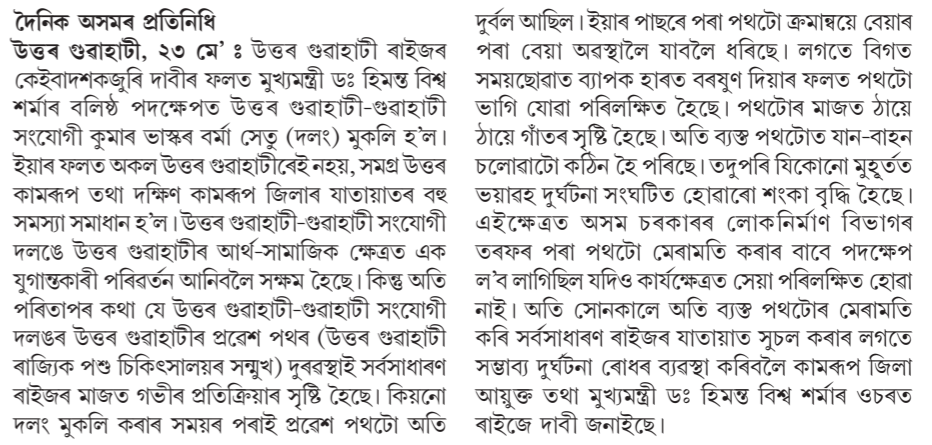 দৈনিক অসমৰ প্ৰতিনিধি
উত্তৰ গুৱাহাটী, ২৩ মে’ ঃ উত্তৰ গুৱাহাটী ৰাইজৰ
কেইবাদশকজুৰি দাবীৰ ফলত মুখ্যমন্ত্ৰী ডঃ হিমন্ত বিশ্ব
শৰ্মাৰ বলিষ্ঠ পদক্ষেপত উত্তৰ গুৱাহাটী-গুৱাহাটী
সংযোগী কুমাৰ ভাস্কৰ বৰ্মা সেতু (দলং) মুকলি হ’ল।
ইয়াৰ ফলত অকল উত্তৰ গুৱাহাটীৰেই নহয়, সমগ্ৰ উত্তৰ
কামৰূপ তথা দক্ষিণ কামৰূপ জিলাৰ যাতায়াতৰ বহু
সমস্যা সমাধান হ’ল। উত্তৰ গুৱাহাটী-গুৱাহাটী সংযোগী
দলঙে উত্তৰ গুৱাহাটীৰ আৰ্থ-সামাজিক ক্ষেত্ৰত এক
যুগান্তকাৰী পৰিৱৰ্তন আনিবলৈ সক্ষম হৈছে। কিন্তু অতি
পৰিতাপৰ কথা যে উত্তৰ গুৱাহাটী-গুৱাহাটী সংযোগী
দলঙৰ উত্তৰ গুৱাহাটীৰ প্ৰৱেশ পথৰ (উত্তৰ গুৱাহাটী
ৰাজ্যিক পশু চিকিৎসালয়ৰ সন্মুখ) দুৰৱস্থাই সৰ্বসাধাৰণ
ৰাইজৰ মাজত গভীৰ প্ৰতিক্ৰিয়াৰ সৃষ্টি হৈছে। কিয়নো
দলং মুকলি কৰাৰ সময়ৰ পৰাই প্ৰৱেশ পথটো অতি
দুৰ্বল আছিল। ইয়াৰ পাছৰে পৰা পথটো ক্ৰমান্বয়ে বেয়াৰ
পৰা বেয়া অৱস্থালৈ যাবলৈ ধৰিছে। লগতে বিগত
সময়ছোৱাত ব্যাপক হাৰত বৰষুণ দিয়াৰ ফলত পথটো
ভাগি যোৱা পৰিলক্ষিত হৈছে। পথটোৰ মাজত ঠায়ে
ঠায়ে গাঁতৰ সৃষ্টি হৈছে। অতি ব্যস্ত পথটোত যান-বাহন
চলোৱাটো কঠিন হৈ পৰিছে। তদুপৰি যিকোনো মুহূৰ্তত
ভয়াৱহ দুৰ্ঘটনা সংঘটিত হোৱাৰো শংকা বৃদ্ধি হৈছে।
এইক্ষেত্ৰত অসম চৰকাৰৰ লোকনিৰ্মাণ বিভাগৰ
তৰফৰ পৰা পথটো মেৰামতি কৰাৰ বাবে পদক্ষেপ
ল’ব লাগিছিল যদিও কাৰ্যক্ষেত্ৰত সেয়া পৰিলক্ষিত হোৱা
নাই। অতি সোনকালে অতি ব্যস্ত পথটোৰ মেৰামতি
কৰি সৰ্বসাধাৰণ ৰাইজৰ যাতায়াত সুচল কৰাৰ লগতে
সম্ভাব্য দুৰ্ঘটনা ৰোধৰ ব্যৱস্থা কৰিবলৈ কামৰূপ জিলা
আয়ুক্ত তথা মুখ্যমন্ত্ৰী ডঃ হিমন্ত বিশ্ব শৰ্মাৰ ওচৰত
ৰাইজে দাবী জনাইছে।